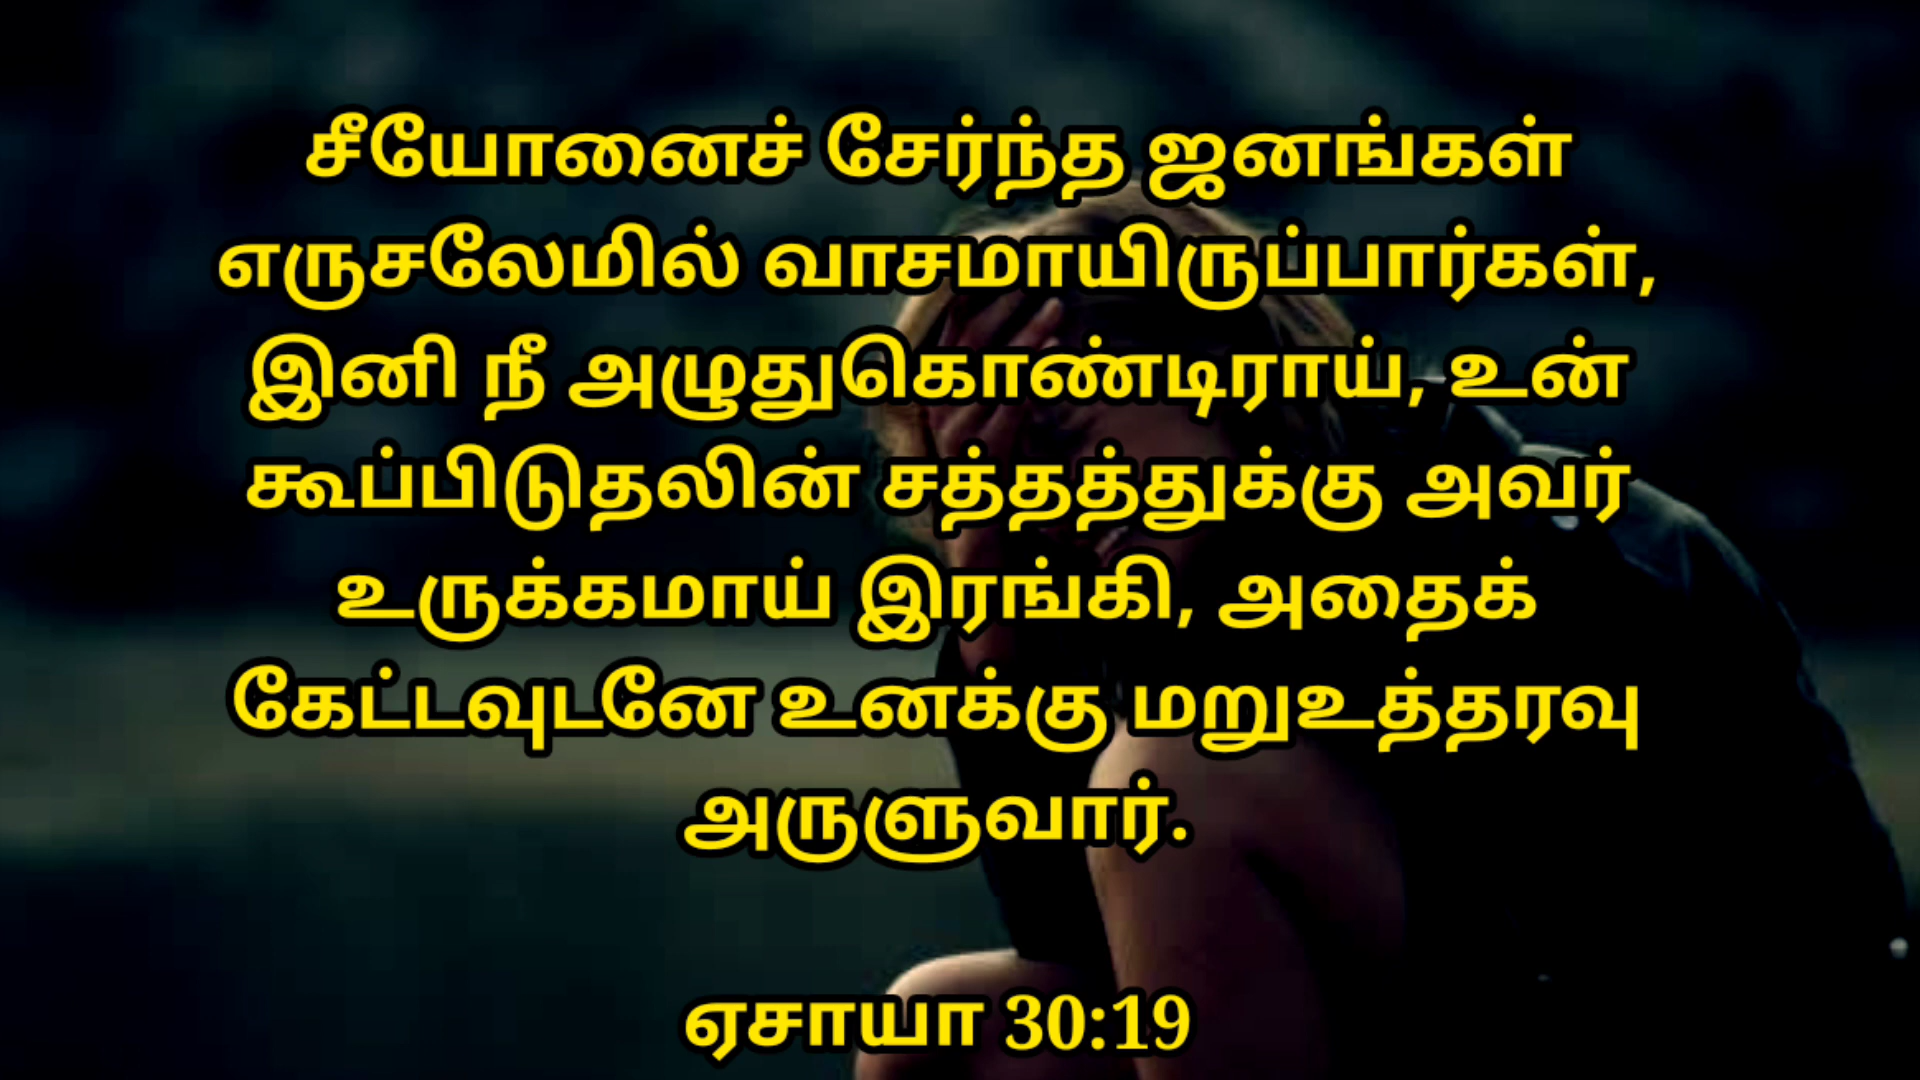 சீயோனைச் சேர்ந்த ஜனங்கள்
எருசலேமில் வாசமாயிருப்பார்கள்,
இனி நீ அழுதுகொண்டிராய், உன்
கூப்பிடுதலின் சத்தத்துக்கு அவர்
உருக்கமாய் இரங்கி, அதைக்
கேட்டவுடனே உனக்கு மறுஉத்தரவு
அருளுவார்.
ஏசாயா 30:19